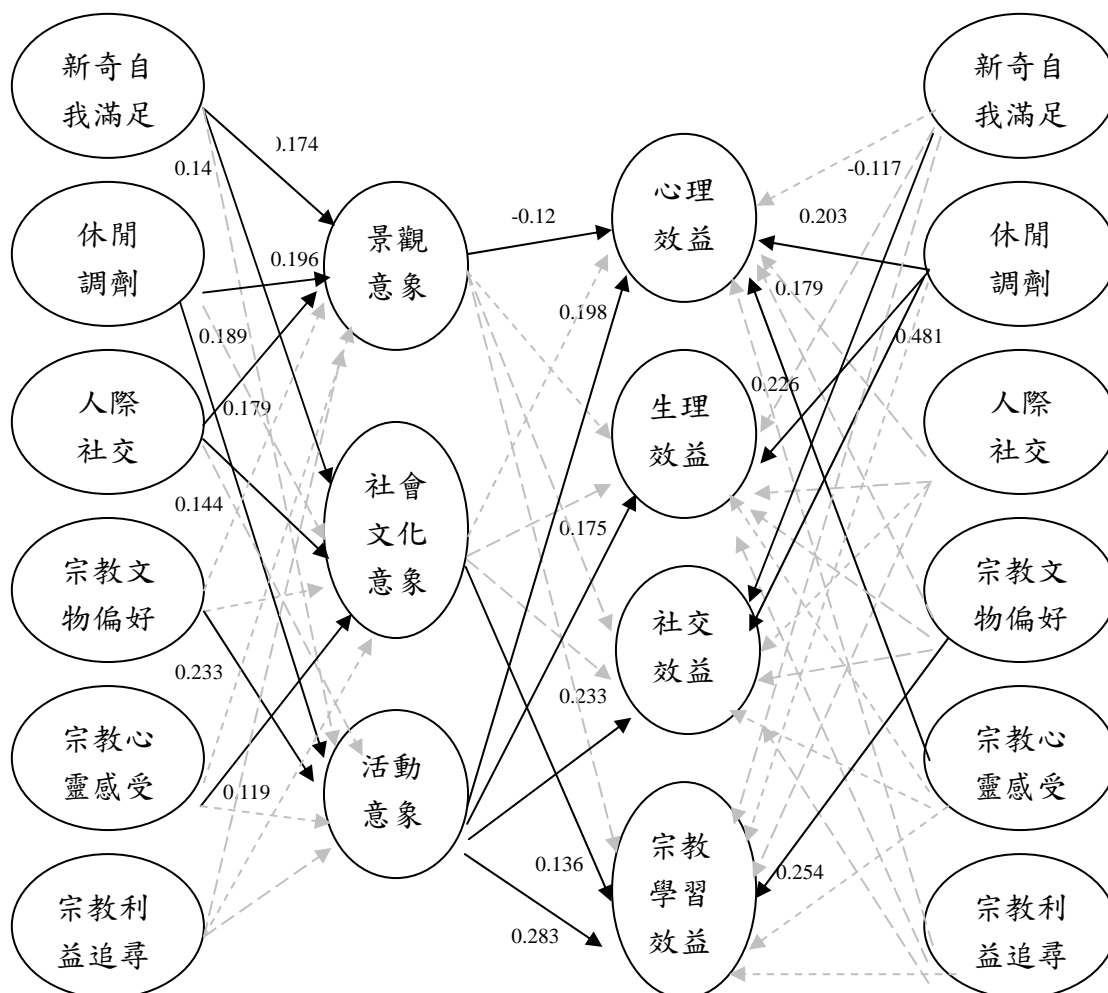 新奇自
我滿足
休閒
調劑
人際
社交
宗教文
物偏好
宗教心
靈感受
宗教利
益追尋
0.14
.174
0.196
0.189
0.179
0.144
0.233
0.119
景觀
意象
社會
文化
意象
活動
意象
-0.12
0.198
0.175
0.233
0.136
0.283
心理
效益
生理
效益
社交
效益
宗教
學習
效益
-0.117
0.203
0.179
0.481
0.226
0.254
新奇自
我滿足
休閒
調劑
人際
社交
宗教文
物偏好
宗教心
靈感受
宗教利
益追尋